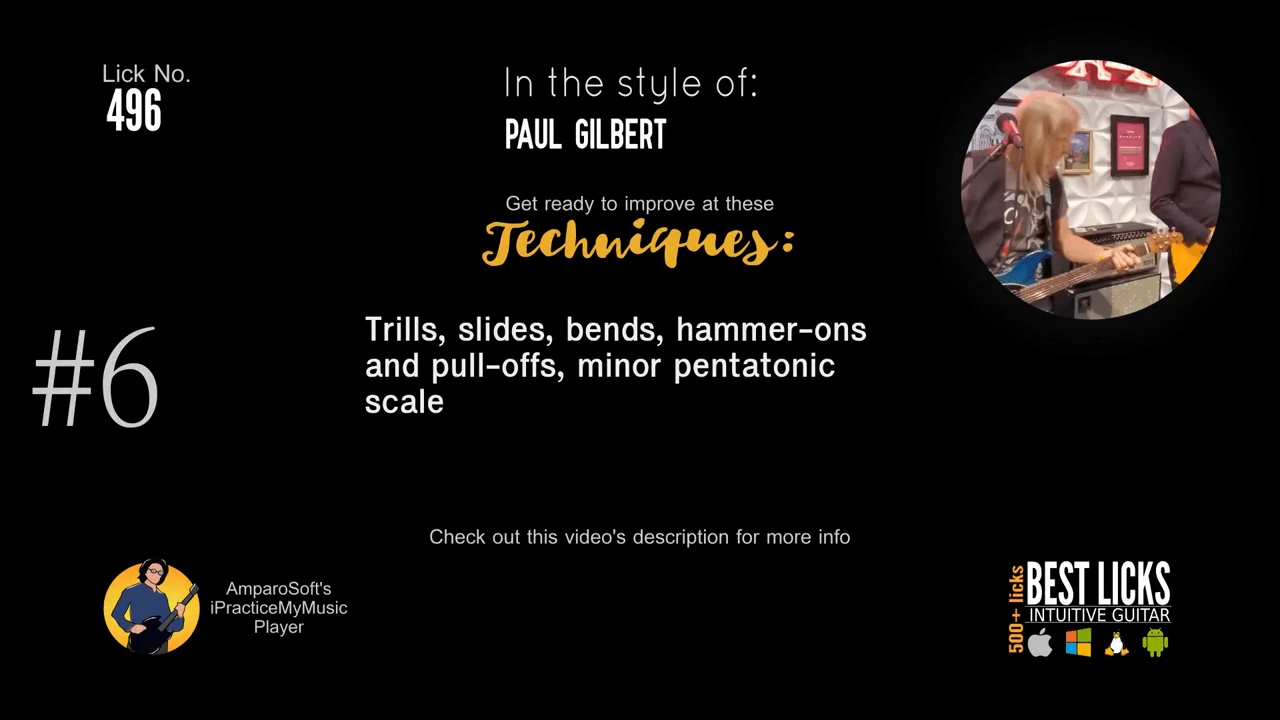 Lick No.
496
In the style of:
PAUL GILBERT
Get ready to improve at these
Techniques:
#6
Trills, slides, bends, hammer-ons
and pull-offs, minor pentatonic
scale
Check out this video's description for more info
AmparoSoft's
iPracticeMyMusic
Player
500+ licks
BEST LICKS
INTUITIVE GUITAR